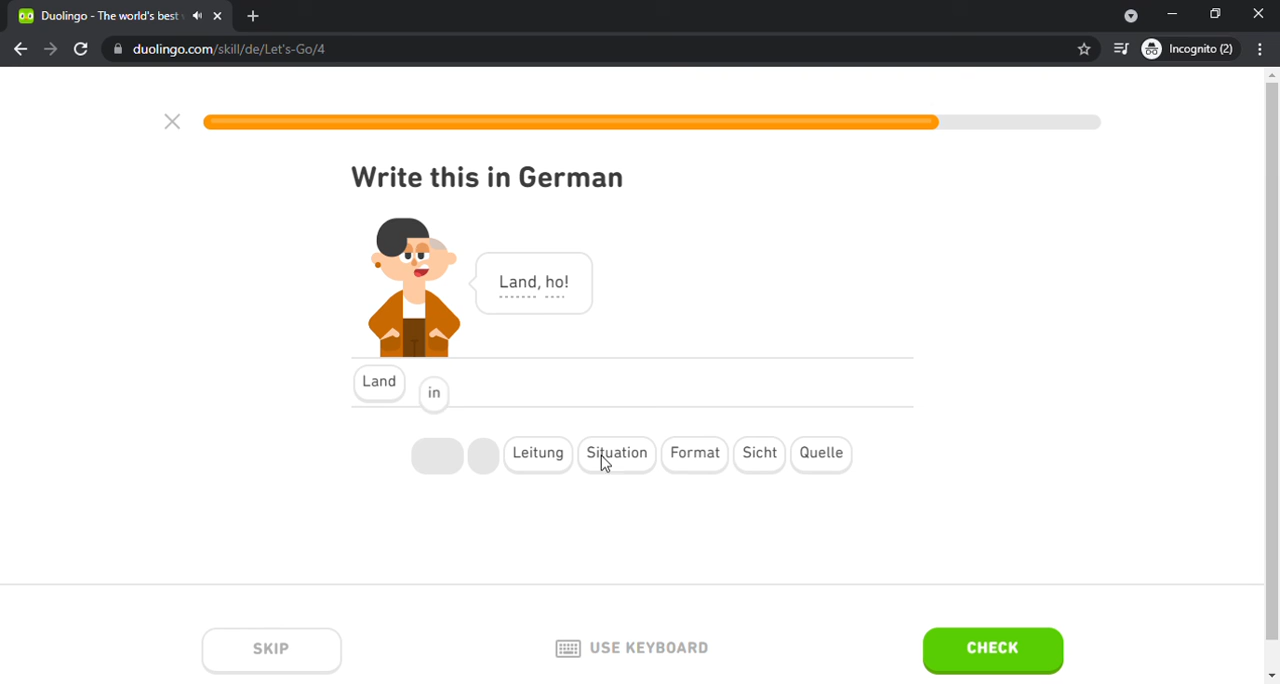 Duolingo - The world's best
duolingo.com/skill/de/Let's-Go/4
Incognito (2)
Write this in German
Land, ho!
Land in
Leitung Situation Format Sicht Quelle
SKIP USE KEYBOARD CHECK